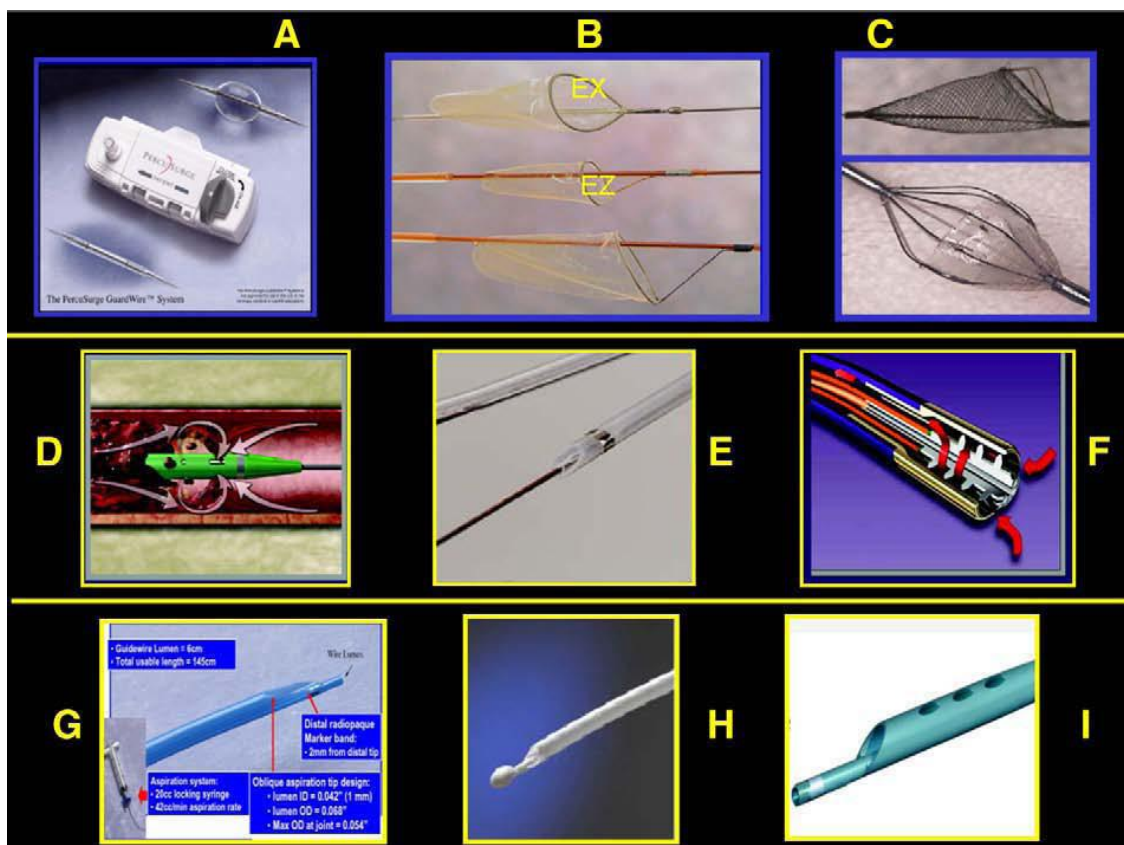 A
B
C
EX
EZ
PERCUSURGE
The PercuSurge GuardWire™ System
D
E
F
G
• Guidewire Lumen = 6cm
• Total usable length = 145cm
Wire Lumen
Distal radiopaque
Marker band:
• 2mm from distal tip
Aspiration system:
• 20cc locking syringe
• 42cc/min aspiration rate
Oblique aspiration tip design:
• lumen ID = 0.042" (1 mm)
• lumen OD = 0.068"
• Max OD at joint = 0.054"
H
I